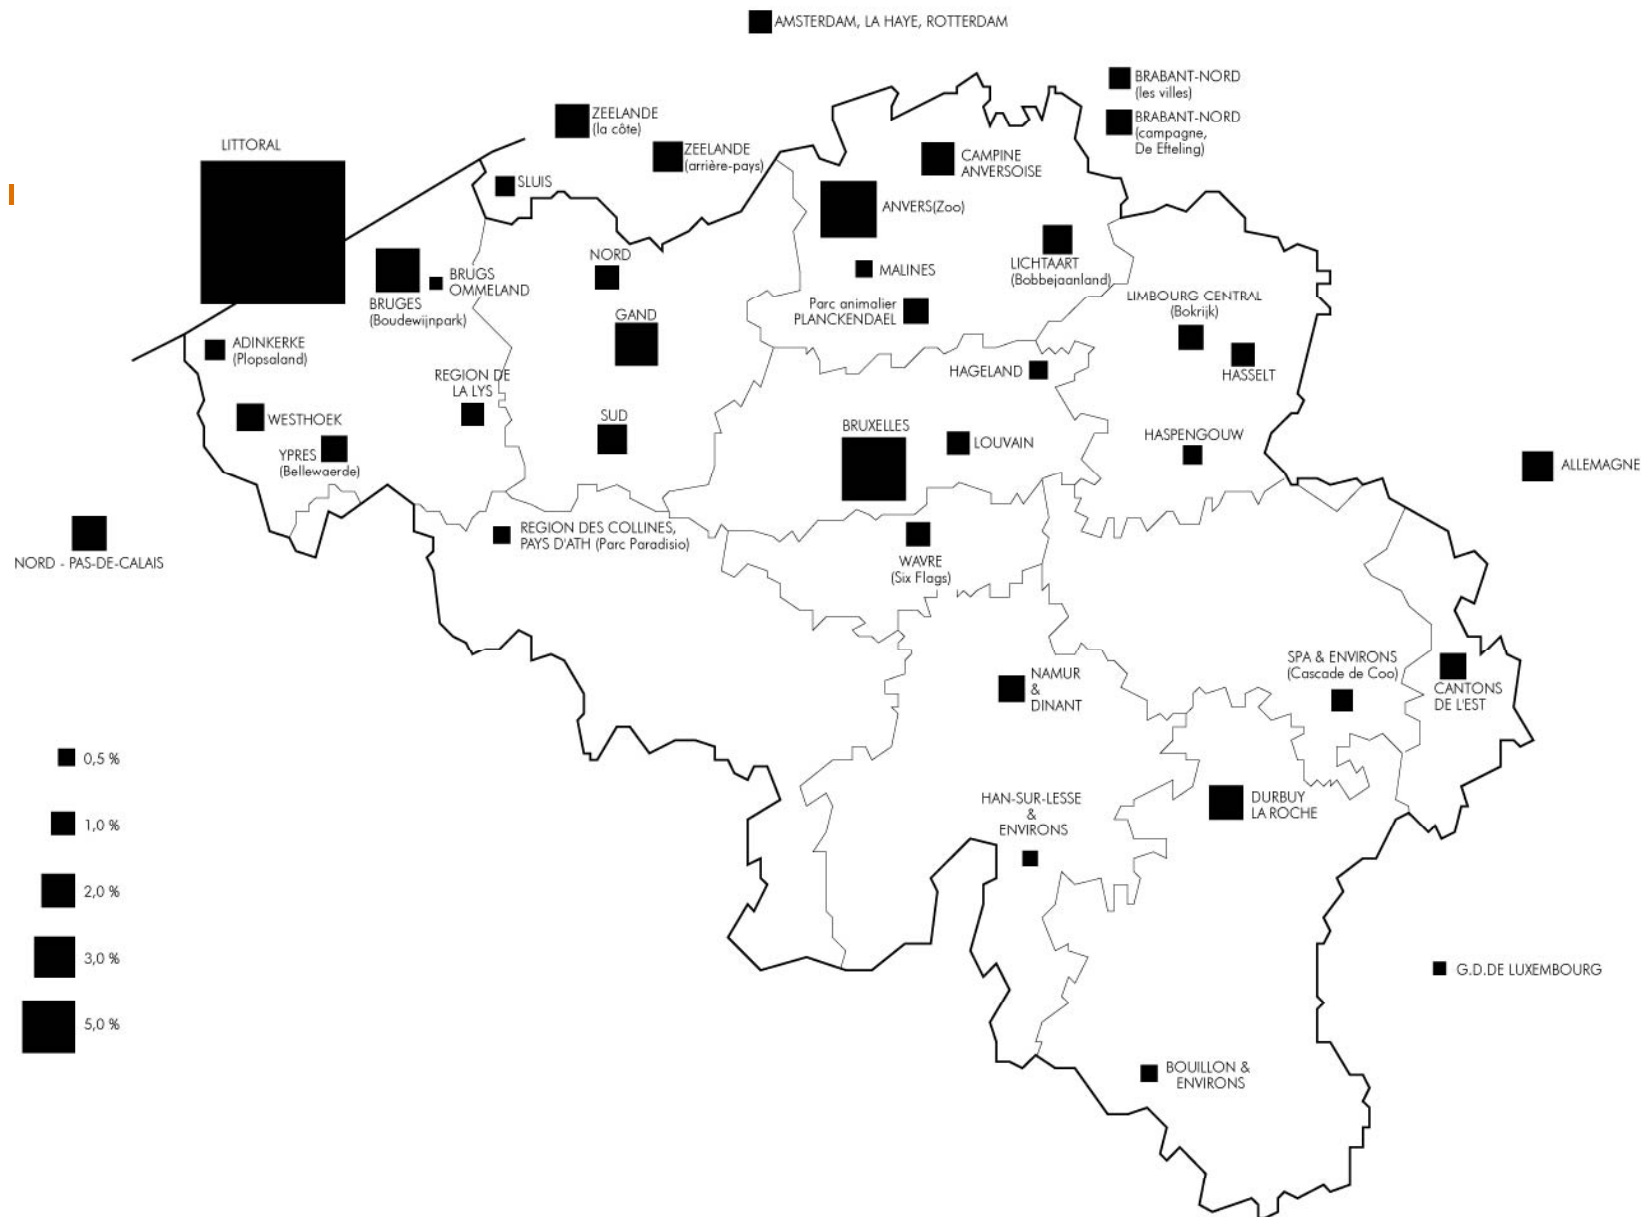 AMSTERDAM, LA HAYE, ROTTERDAM
BRABANT-NORD
(les villes)
BRABANT-NORD
(campagne,
De Efteling)
ZEELANDE
(la côte)
ZEELANDE
(arrière-pays)
LITTORAL
SLUIS
CAMPINE
ANVERSOISE
ANVERS(Zoo)
NORD
MALINES
LICHTAART
(Bobbejaanland)
BRUGS
OMMELAND
BRUGES
(Boudewijnpark)
GAND
Parc animalier
PLANCKENDAEL
LIMBOURG CENTRAL
(Bokrijk)
ADINKERKE
(Plopsaland)
HASSELT
REGION DE
LA LYS
HAGELAND
WESTHOEK
SUD
BRUXELLES
LOUVAIN
HASPENGOUW
YPRES
(Bellewaerde)
ALLEMAGNE
NORD - PAS-DE-CALAIS
REGION DES COLLINES,
PAYS D'ATH (Parc Paradisio)
WAVRE
(Six Flags)
SPA & ENVIRONS
(Cascade de Coo)
NAMUR
&
DINANT
CANTONS
DE L'EST
0,5 %
1,0 %
2,0 %
3,0 %
5,0 %
HAN-SUR-LESSE
&
ENVIRONS
DURBUY
LA ROCHE
G.D.DE LUXEMBOURG
BOUILLON &
ENVIRONS